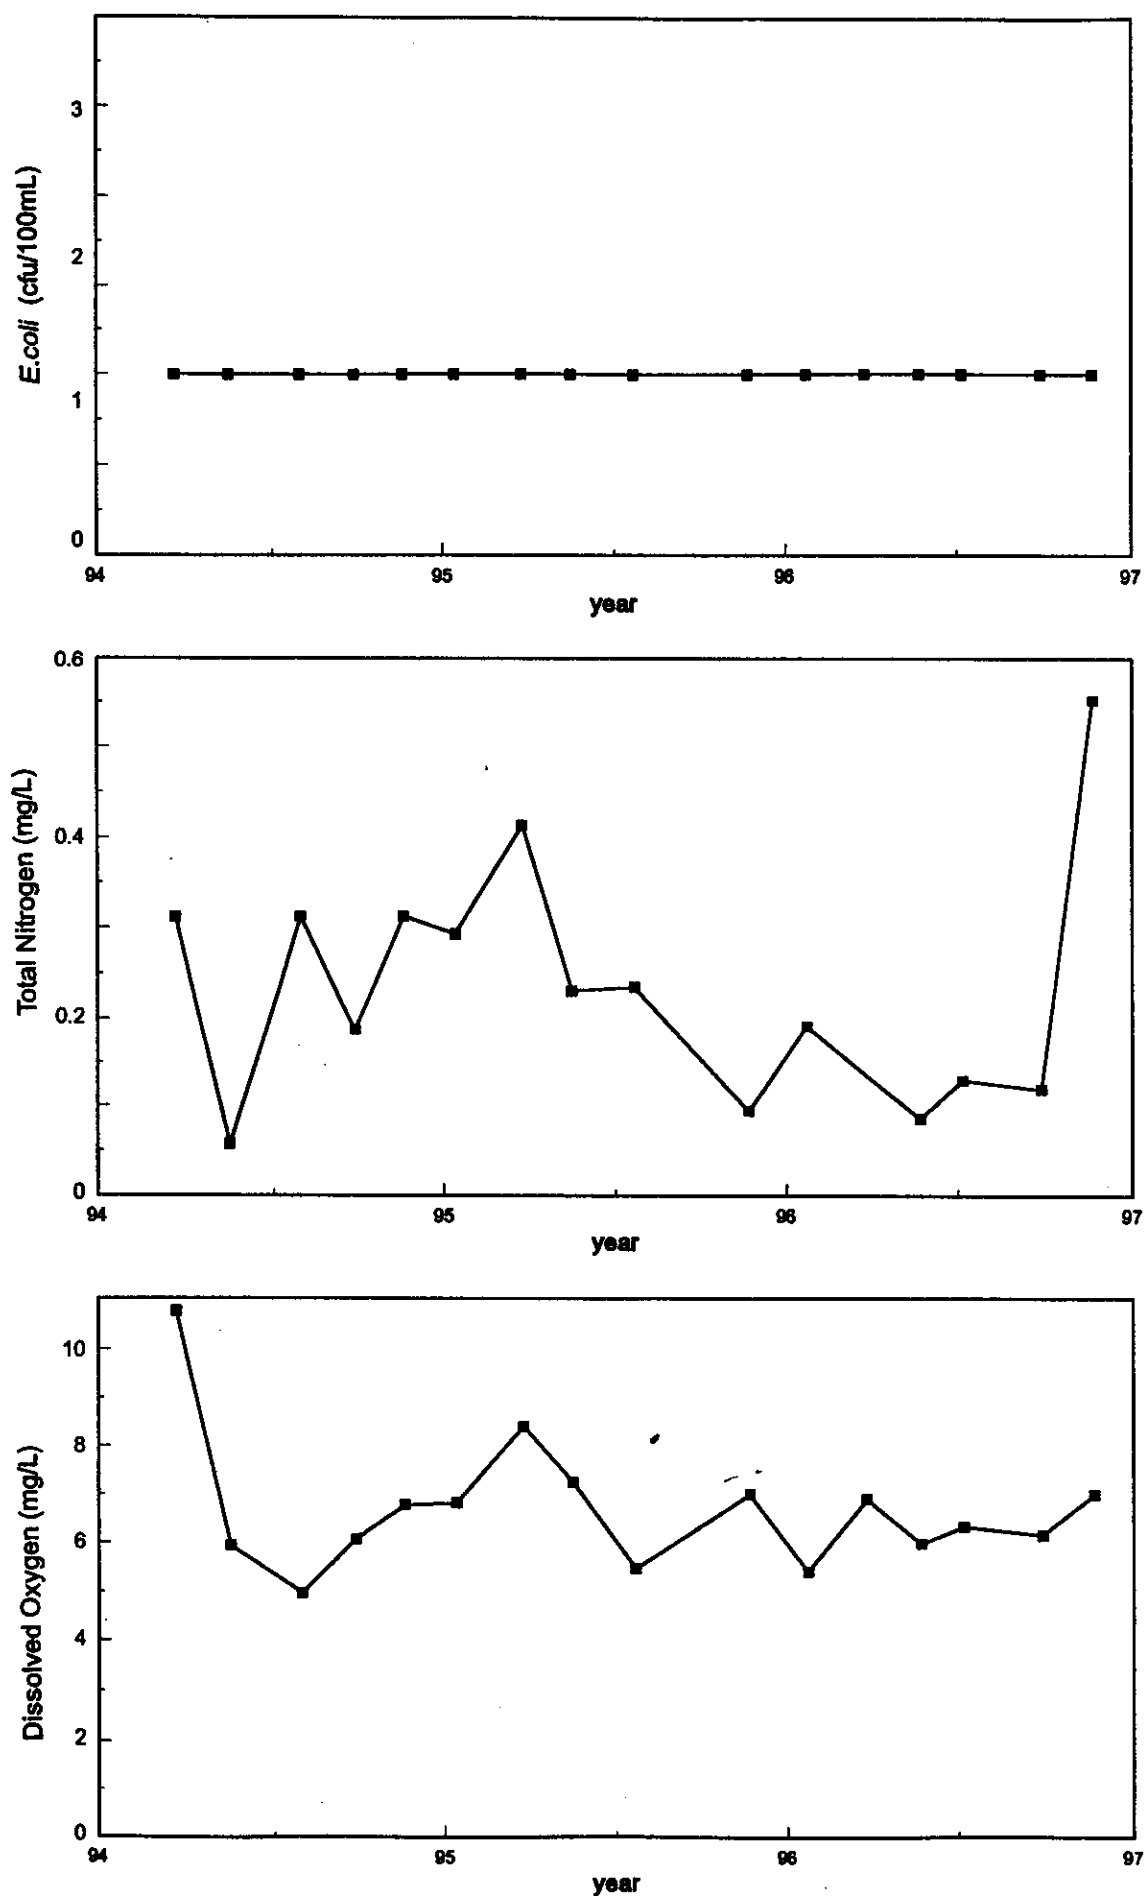 E.coli (cfu/100mL)
3
2
1
0
94 95 96 97
year
Total Nitrogen (mg/L)
0.6
0.4
0.2
0
94 95 96 97
year
Dissolved Oxygen (mg/L)
10
8
6
4
2
0
94 95 96 97
year